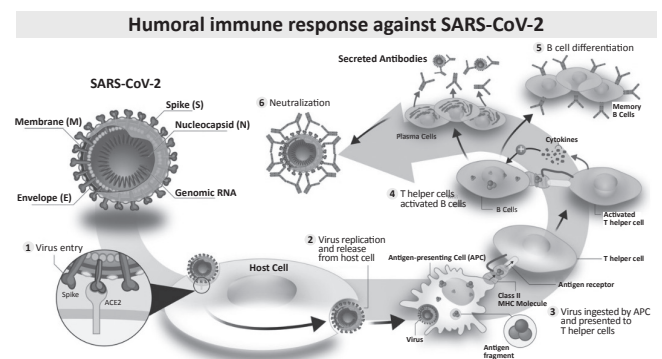 Humoral immune response against SARS-CoV-2
SARS-CoV-2
Spike (S)
Membrane (M)
Nucleocapsid (N)
Envelope (E)
Genomic RNA
1 Virus entry
Spike
ACE2
Host Cell
2 Virus replication
and release
from host cell
Antigen-presenting Cell (APC)
Virus
Class II
MHC Molecule
Antigen
fragment
Antigen receptor
3 Virus ingested by APC
and presented to
T helper cells
T helper cell
Activated
T helper cell
Cytokines
4 T helper cells
activated B cells
B Cells
5 B cell differentiation
Memory
B Cells
Plasma Cells
Secreted Antibodies
6 Neutralization